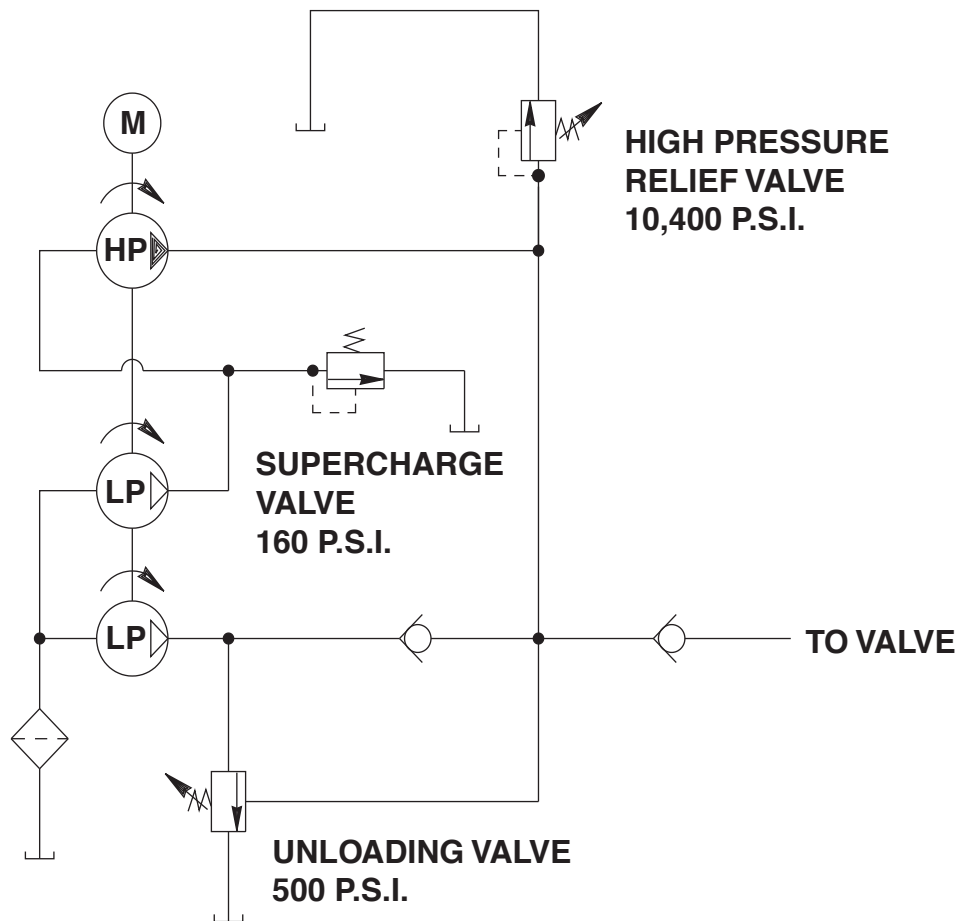 M
HIGH PRESSURE
RELIEF VALVE
10,400 P.S.I.
HP
SUPERCHARGE
VALVE
160 P.S.I.
LP
LP
TO VALVE
UNLOADING VALVE
500 P.S.I.